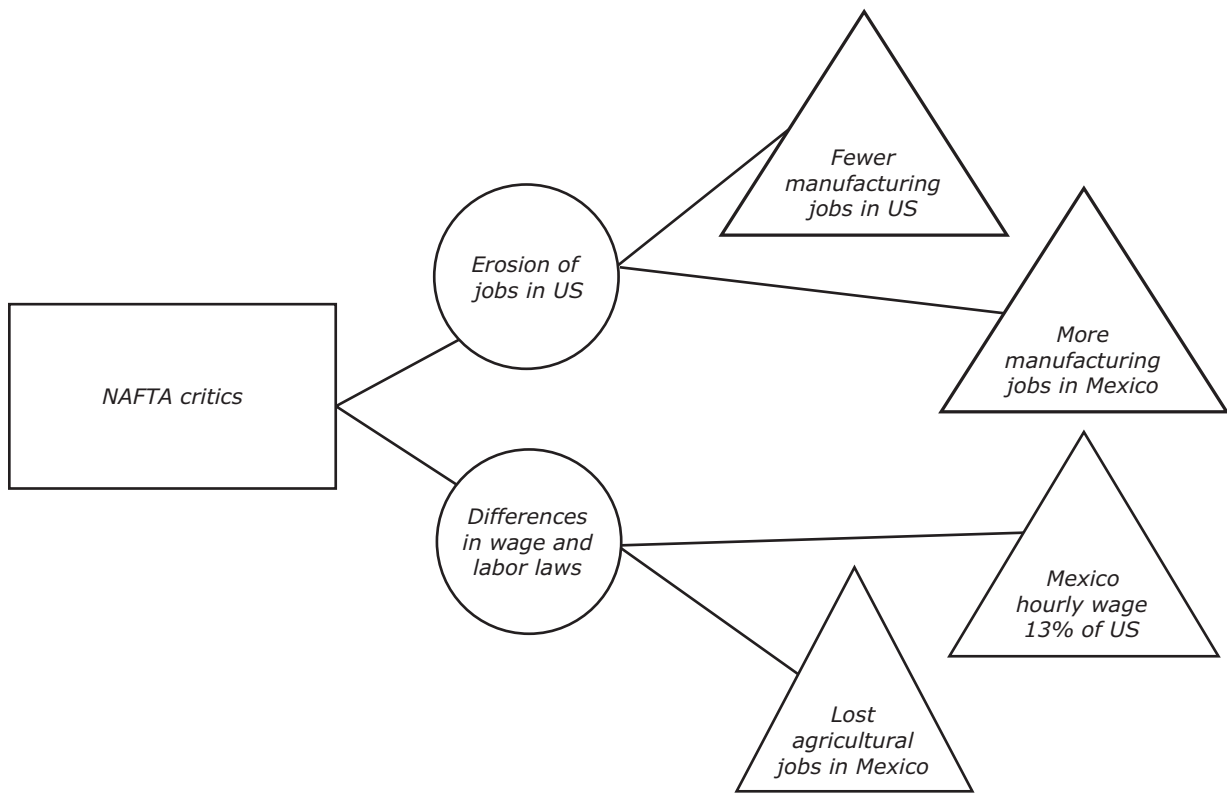 Fewer
manufacturing
jobs in US
Erosion of
jobs in US
More
manufacturing
jobs in Mexico
NAFTA critics
Differences
in wage and
labor laws
Mexico
hourly wage
13% of US
Lost
agricultural
jobs in Mexico